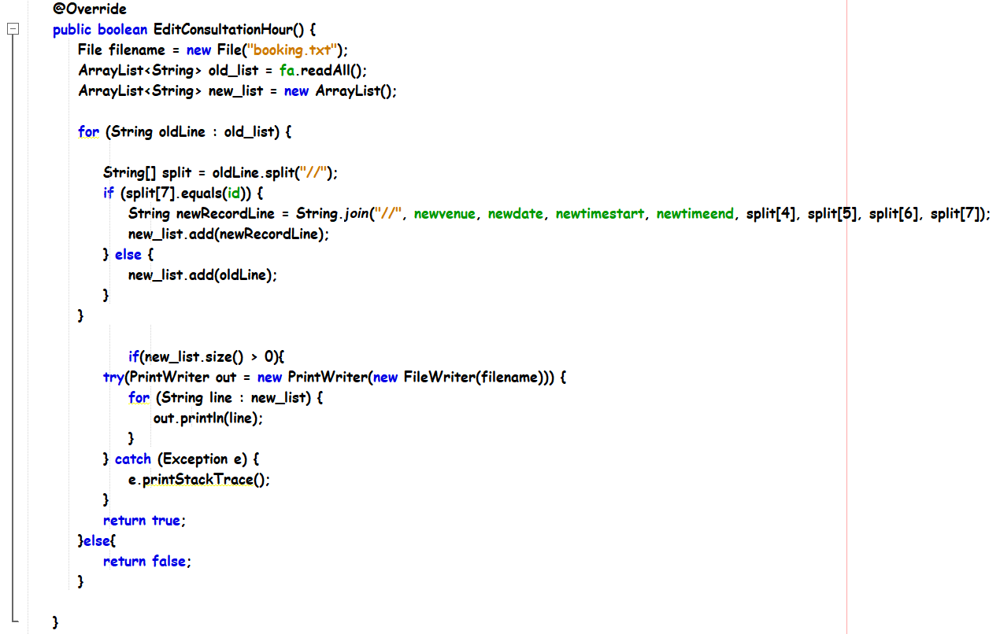 @Override
public boolean EditConsultationHour() {
File filename = new File("booking.txt");
ArrayList<String> old_list = fa.readAll();
ArrayList<String> new_list = new ArrayList();
for (String oldLine : old_list) {
String[] split = oldLine.split("//");
if (split[7].equals(id)) {
String newRecordLine = String.join("//", newvenue, newdate, newtimestart, newtimeend, split[4], split[5], split[6], split[7]);
new_list.add(newRecordLine);
} else {
new_list.add(oldLine);
}
}
if(new_list.size() > 0){
try(PrintWriter out = new PrintWriter(new FileWriter(filename))) {
for (String line : new_list) {
out.println(line);
}
} catch (Exception e) {
e.printStackTrace();
}
return true;
}else{
return false;
}
}